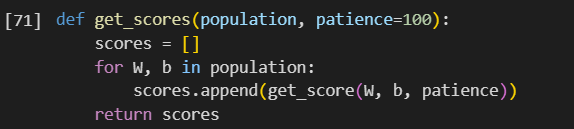 [71] def get_scores(population, patience=100):
    scores = []
    for W, b in population:
        scores.append(get_score(W, b, patience))
    return scores